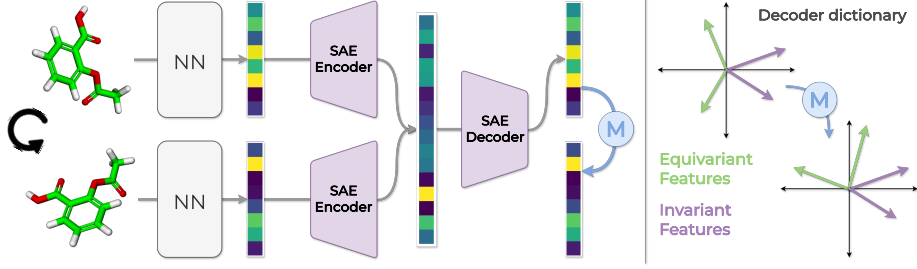 NN
SAE
Encoder
NN
SAE
Encoder
SAE
Decoder
M
Decoder dictionary
M
Equivariant
Features
Invariant
Features